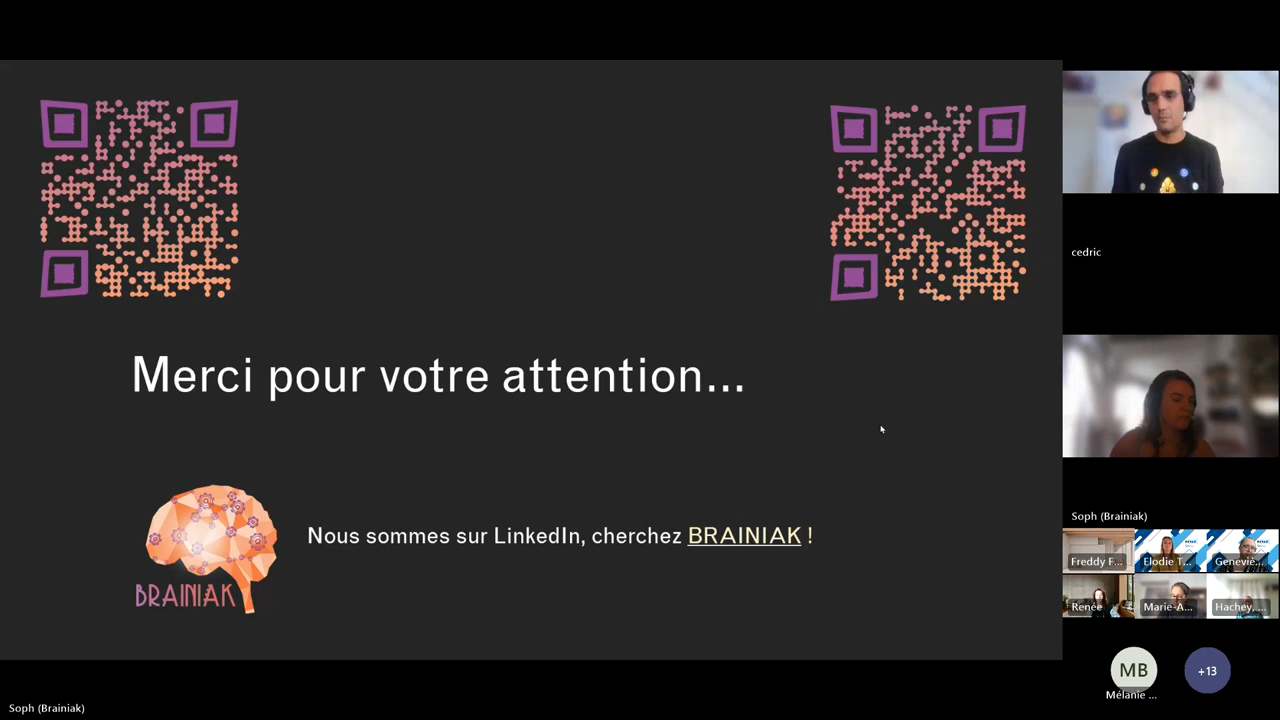 Merci pour votre attention...
BRAINIAK
Nous sommes sur LinkedIn, cherchez BRAINIAK !
cedric
Soph (Brainiak)
Freddy F...
Elodie T...
Geneviè...
Renée
Marie-A...
Hachey, ...
MB
+13
Mélanie ...
Soph (Brainiak)